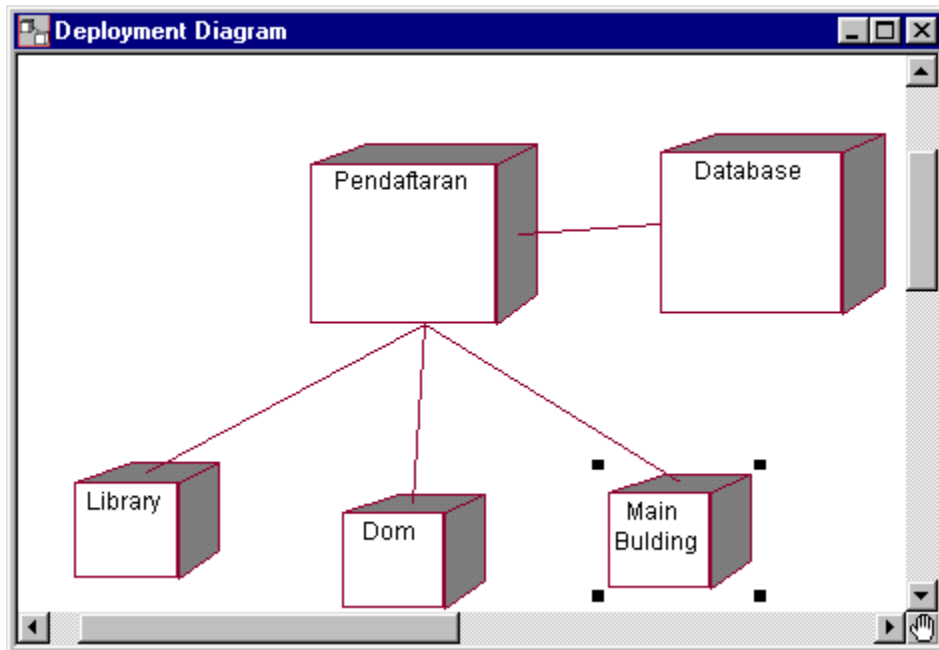 Deployment Diagram
Pendaftaran
Database
Library
Dom
Main
Bulding